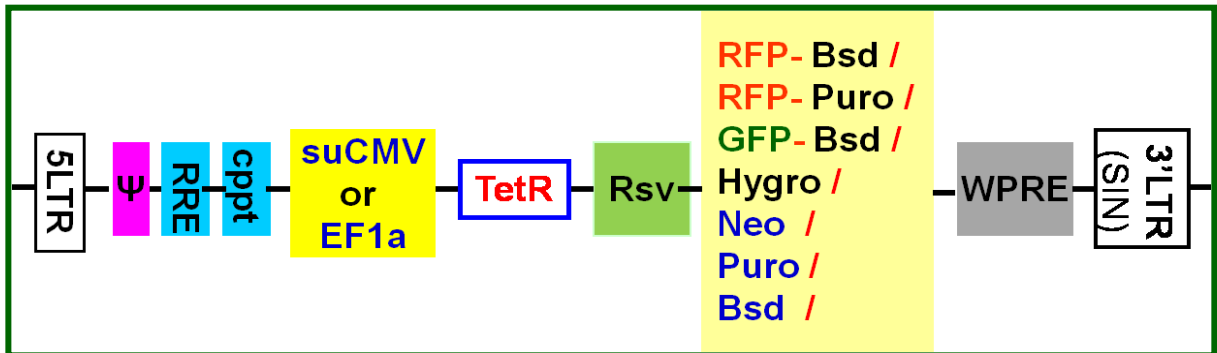 5LTR
Ψ
RRE
cppt
suCMV
or
EF1a
TetR
Rsv
RFP- Bsd /
RFP- Puro /
GFP- Bsd /
Hygro /
Neo /
Puro /
Bsd /
WPRE
3'LTR
(SIN)